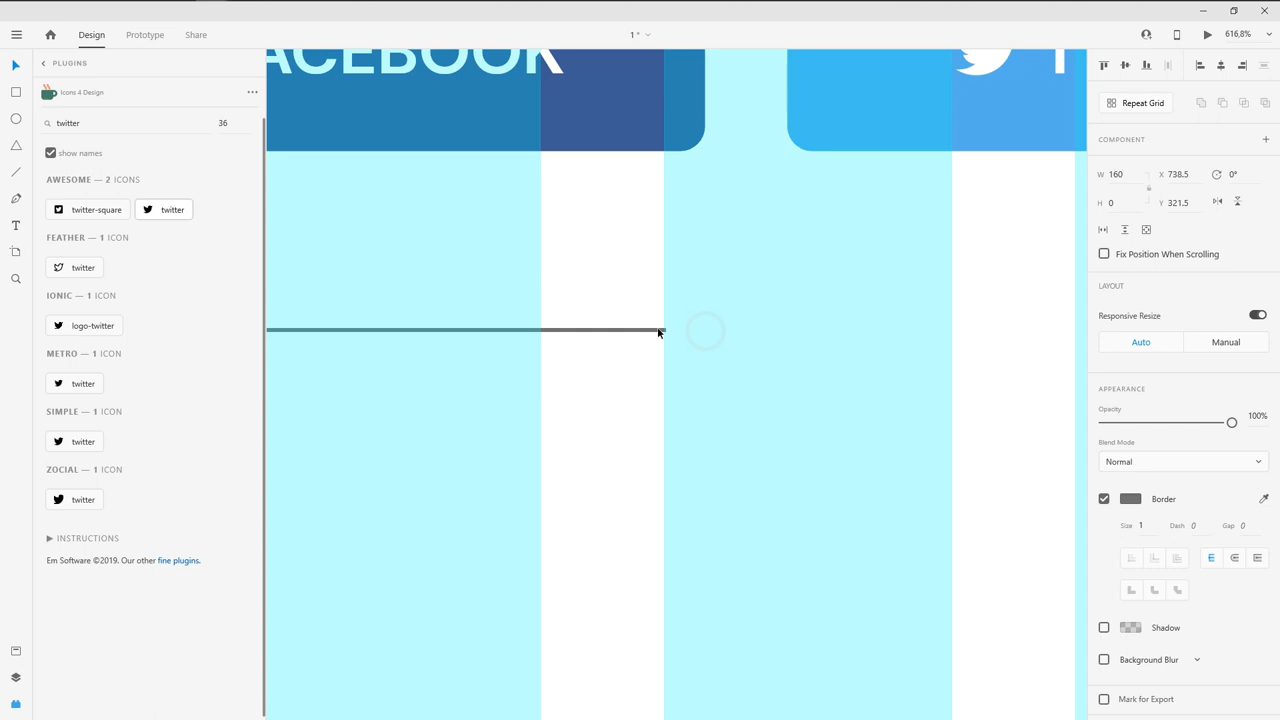 Design
Prototype
Share
1 *
616,8%
PLUGINS
Icons 4 Design
twitter
36
show names
AWESOME — 2 ICONS
twitter-square
twitter
FEATHER — 1 ICON
twitter
IONIC — 1 ICON
logo-twitter
METRO — 1 ICON
twitter
SIMPLE — 1 ICON
twitter
ZOCIAL — 1 ICON
twitter
▶ INSTRUCTIONS
Em Software ©2019. Our other fine plugins.
ACEBOOK
Repeat Grid
COMPONENT
W 160
X 738.5
0°
H 0
Y 321.5
Fix Position When Scrolling
LAYOUT
Responsive Resize
Auto
Manual
APPEARANCE
Opacity
100%
Blend Mode
Normal
Border
Size 1
Dash 0
Gap 0
Shadow
Background Blur
Mark for Export